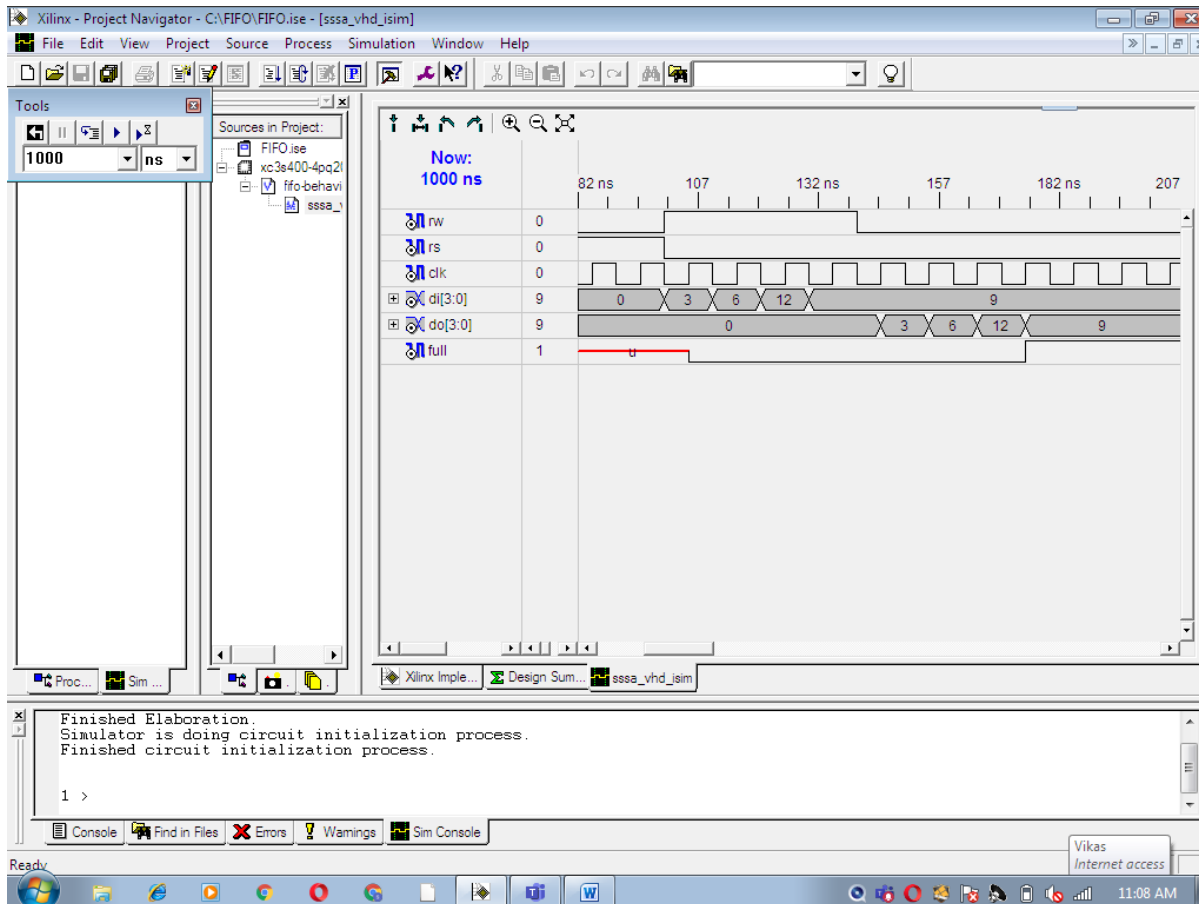 Xilinx - Project Navigator - C:\FIFO\FIFO.ise - [sssa_vhd_isim]
File Edit View Project Source Process Simulation Window Help
Tools
1000 ns
Sources in Project:
FIFO.ise
xc3s400-4pq2
fifo-behavi
sssa_v
Now:
1000 ns
82 ns 107 132 ns 157 182 ns 207
rw 0
rs 0
clk 0
di[3:0] 9 0 3 6 12 9
do[3:0] 9 0 3 6 12 9
full 1 u
Proc... Sim ...
Xilinx Imple... Design Sum... sssa_vhd_isim
Finished Elaboration.
Simulator is doing circuit initialization process.
Finished circuit initialization process.
1 >
Console Find in Files Errors Warnings Sim Console
Ready
Vikas
Internet access
11:08 AM